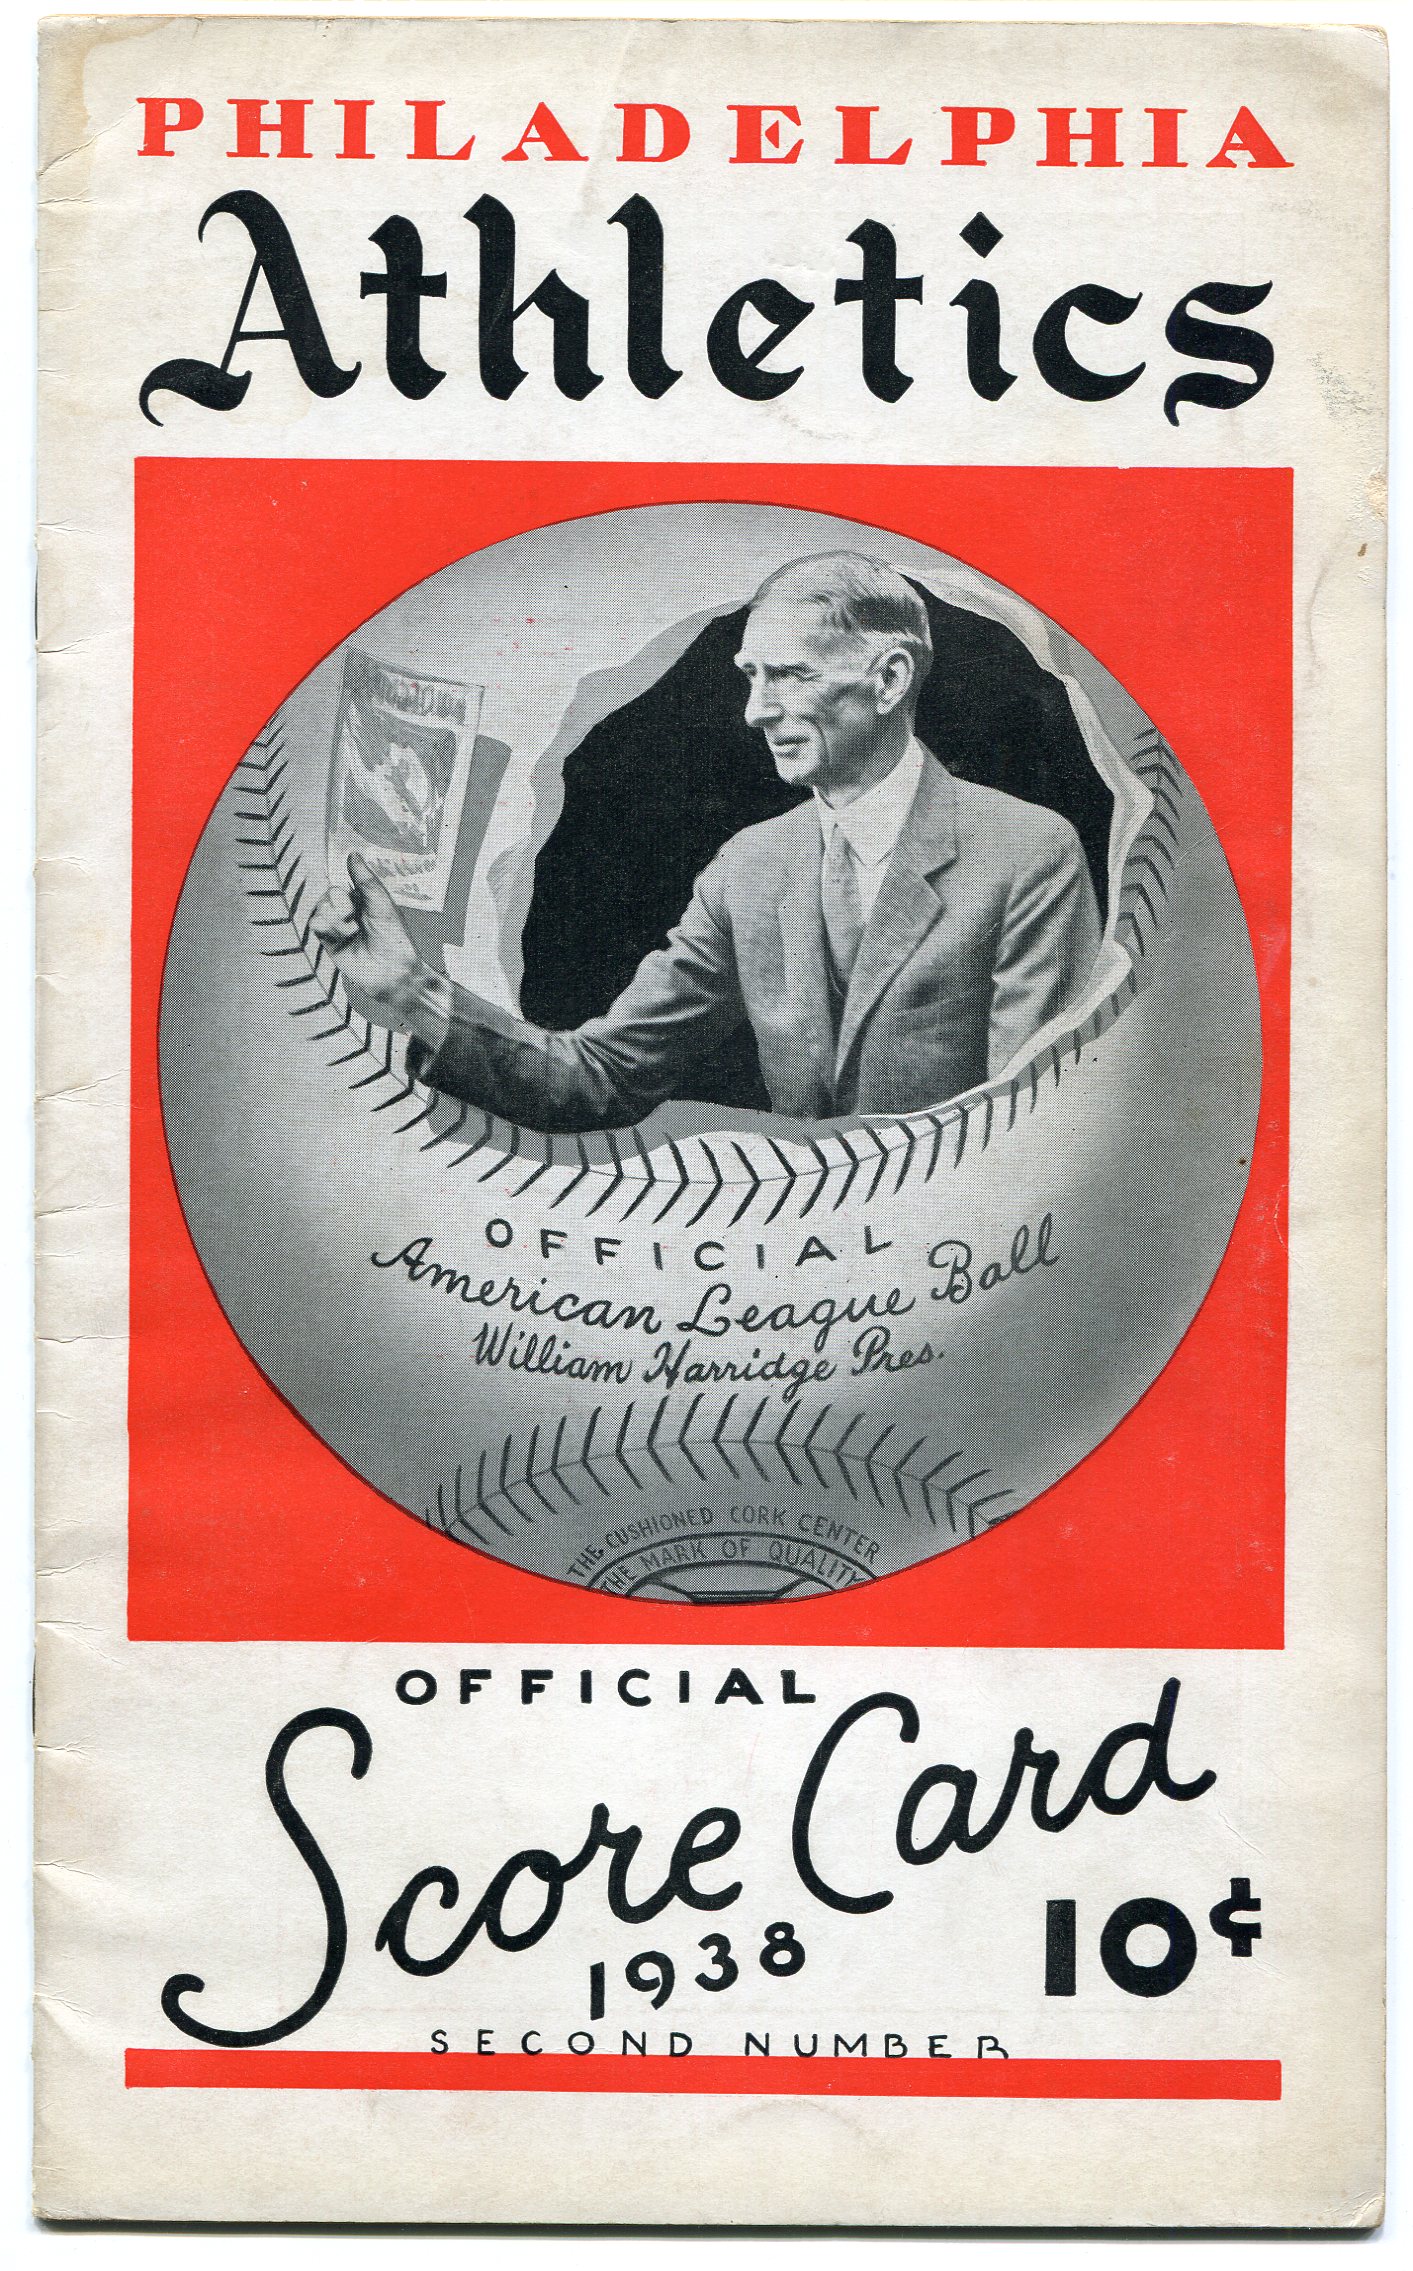 PHILADELPHIA
Athletics
OFFICIAL
American League Ball
William Harridge Pres.
THE CUSHIONED CORK CENTER
THE MARK OF QUALITY
OFFICIAL
Score Card
1938
10¢
SECOND NUMBER